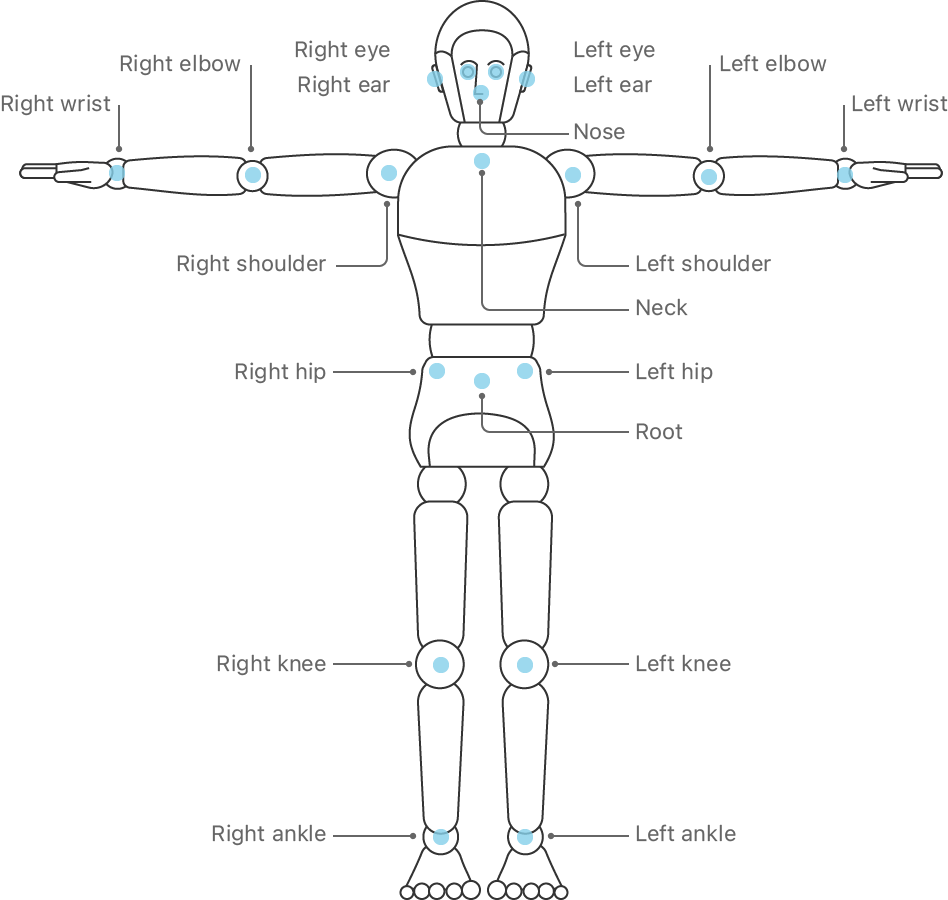 Right eye
Left eye
Right elbow
Left elbow
Right ear
Left ear
Right wrist
Left wrist
Nose
Right shoulder
Left shoulder
Neck
Right hip
Left hip
Root
Right knee
Left knee
Right ankle
Left ankle